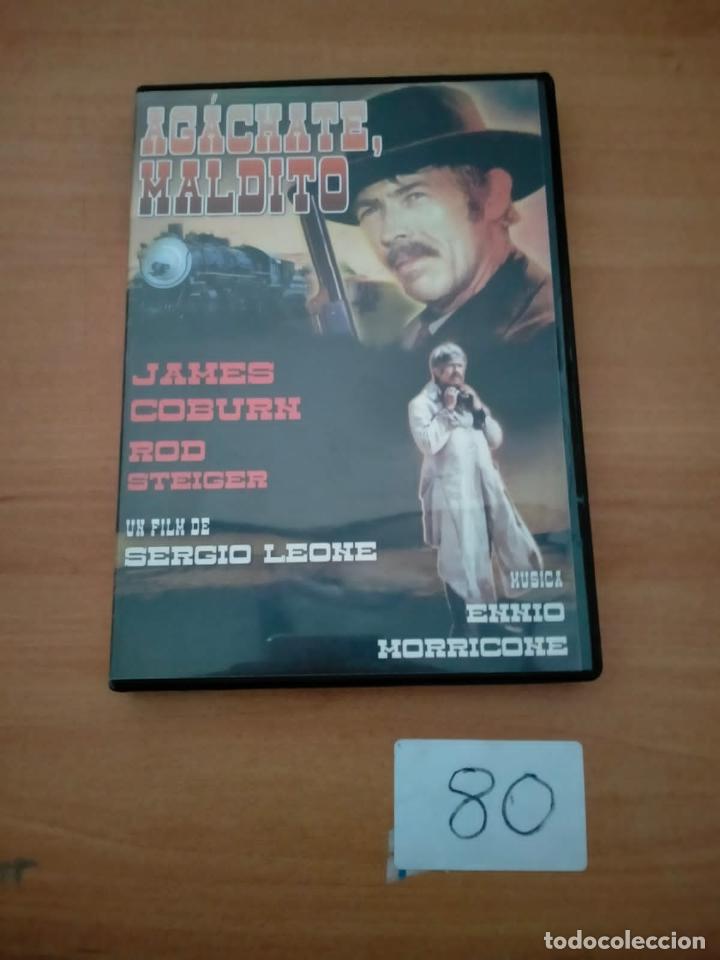 AGÁCHATE,
MALDITO
JAMES
COBURN
ROD
STEIGER
UN FILM DE
SERGIO LEONE
MUSICA
ENNIO
MORRICONE
80
todocoleccion